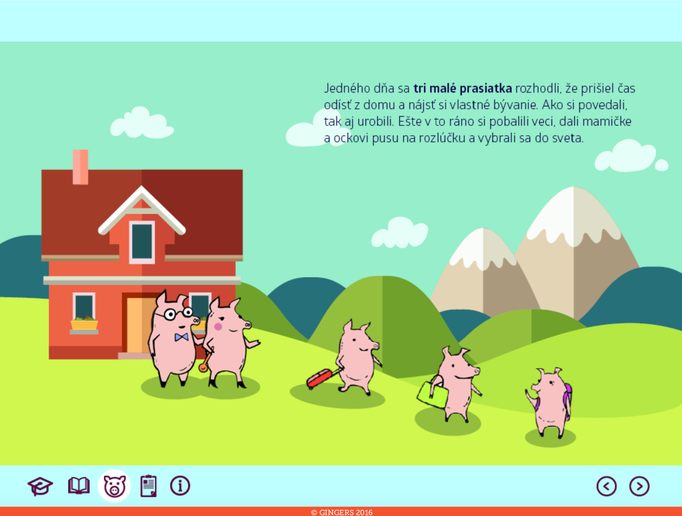 Jedného dňa sa tri malé prasiatka rozhodli, že prišiel čas
odísť z domu a nájsť si vlastné bývanie. Ako si povedali,
tak aj urobili. Ešte v to ráno si pobalili veci, dali mamičke
a ockovi pusu na rozlúčku a vybrali sa do sveta.
© GINGERS 2016